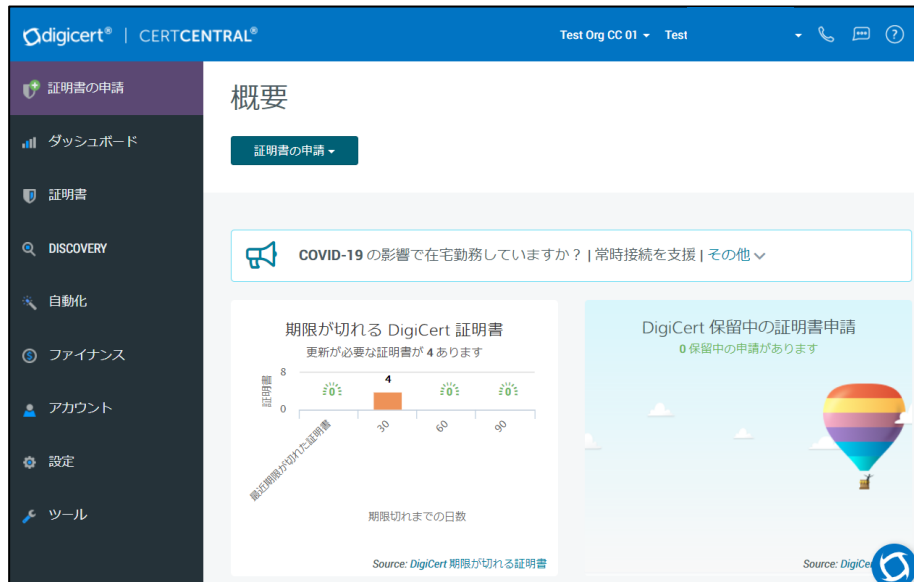 digicert® | CERTCENTRAL®
Test Org CC 01 Test
証明書の申請
ダッシュボード
証明書
DISCOVERY
自動化
ファイナンス
アカウント
設定
ツール
概要
証明書の申請
COVID-19 の影響で在宅勤務していますか？ | 常時接続を支援 | その他
期限が切れる DigiCert 証明書
更新が必要な証明書が 4 あります
証明書
8
0
0
4
0
0
最近期限が切れた証明書
30
60
90
期限切れまでの日数
Source: DigiCert 期限が切れる証明書
DigiCert 保留中の証明書申請
0 保留中の申請があります
Source: DigiCe